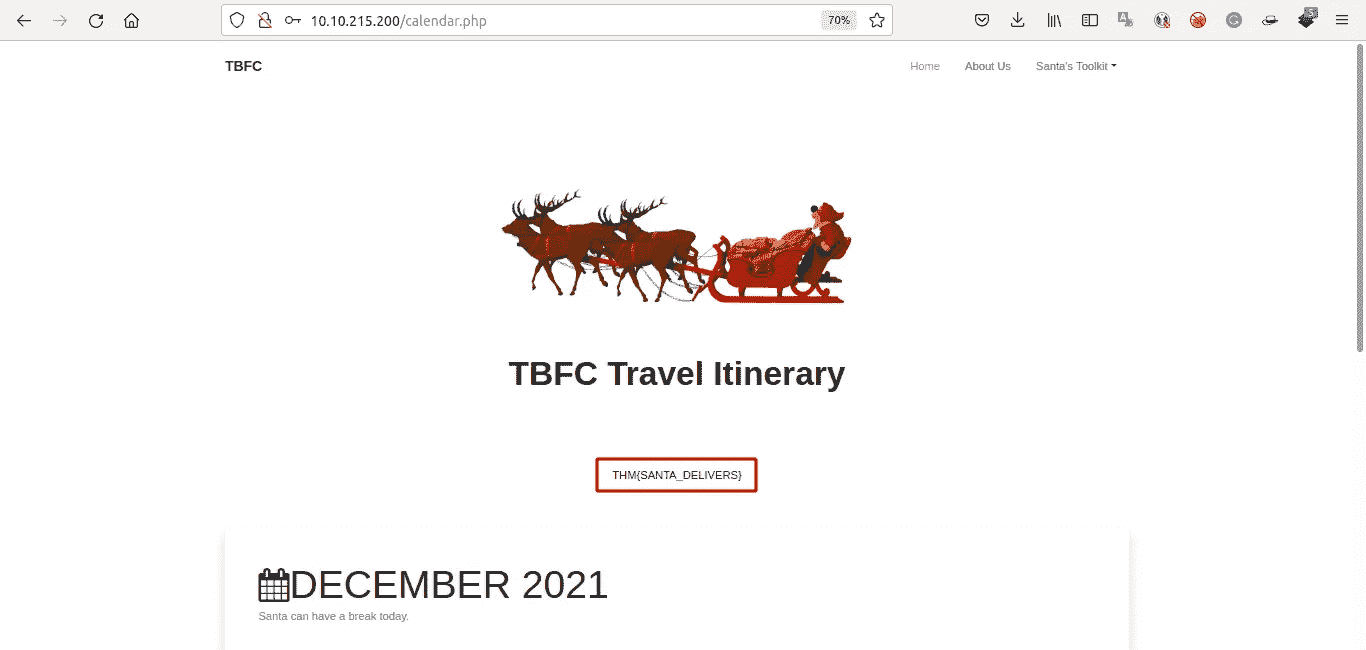 10.10.215.200/calendar.php 70% 5
TBFC Home About Us Santa's Toolkit
TBFC Travel Itinerary
THM{SANTA_DELIVERS}
DECEMBER 2021
Santa can have a break today.